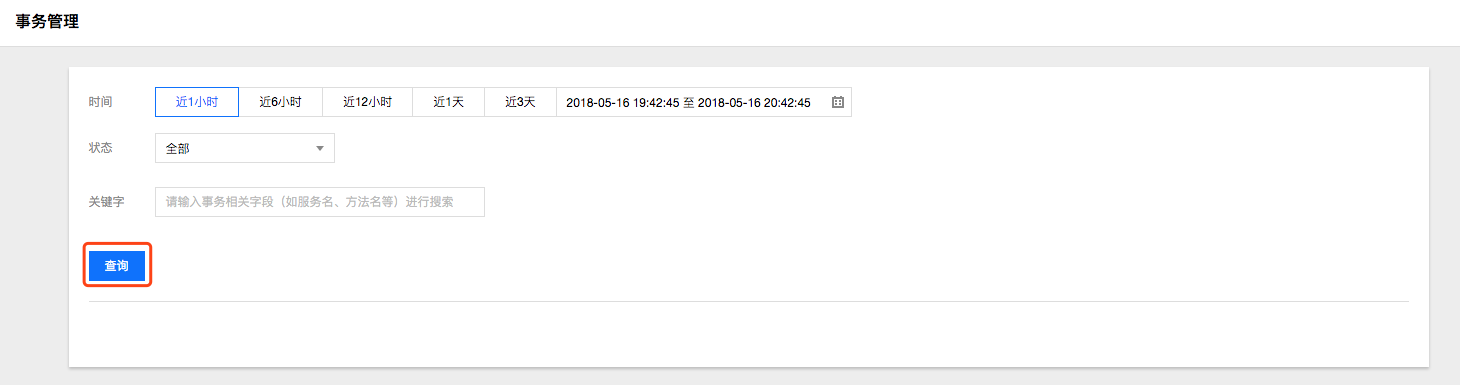 事务管理
时间 近1小时 近6小时 近12小时 近1天 近3天 2018-05-16 19:42:45 至 2018-05-16 20:42:45
状态 全部
关键字 请输入事务相关字段（如服务名、方法名等）进行搜索
查询